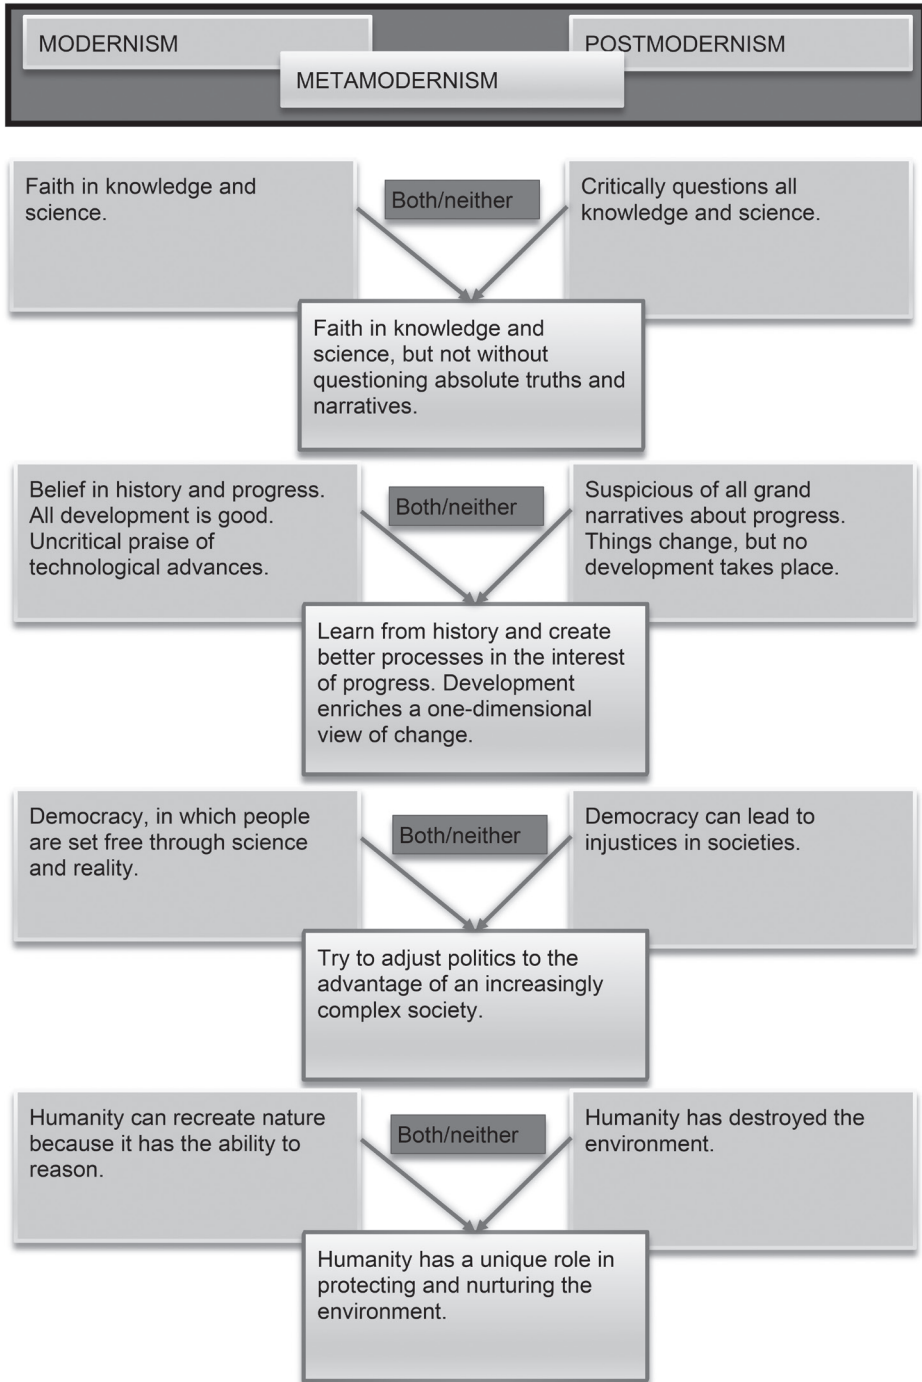 MODERNISM
POSTMODERNISM
METAMODERNISM
Faith in knowledge and
science.
Both/neither
Critically questions all
knowledge and science.
Faith in knowledge and
science, but not without
questioning absolute truths and
narratives.
Belief in history and progress.
All development is good.
Uncritical praise of
technological advances.
Both/neither
Suspicious of all grand
narratives about progress.
Things change, but no
development takes place.
Learn from history and create
better processes in the interest
of progress. Development
enriches a one-dimensional
view of change.
Democracy, in which people
are set free through science
and reality.
Both/neither
Democracy can lead to
injustices in societies.
Try to adjust politics to the
advantage of an increasingly
complex society.
Humanity can recreate nature
because it has the ability to
reason.
Both/neither
Humanity has destroyed the
environment.
Humanity has a unique role in
protecting and nurturing the
environment.